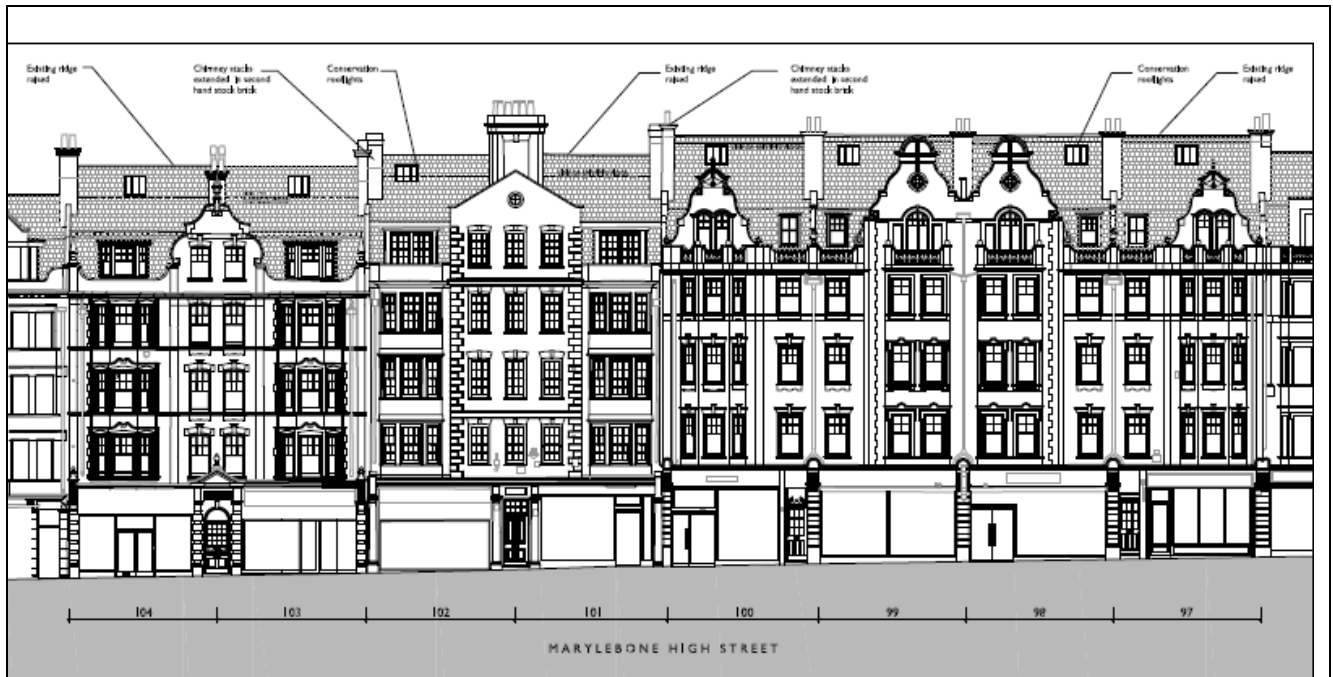 Existing ridge
raised
Chimney stacks
extended in second
hand stock brick
Conservation
rooflights
Existing ridge
raised
Chimney stacks
extended in second
hand stock brick
Conservation
rooflights
Existing ridge
raised
104 103 102 101 100 99 98 97
MARYLEBONE HIGH STREET